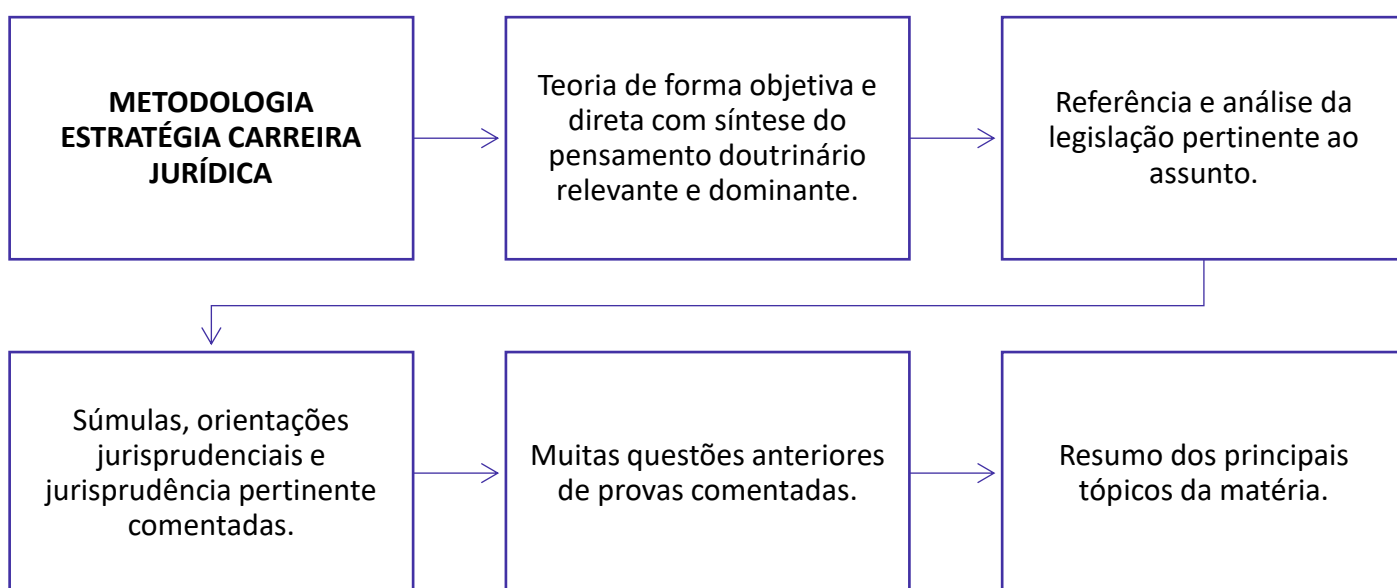 METODOLOGIA
ESTRATÉGIA CARREIRA
JURÍDICA
Teoria de forma objetiva e
direta com síntese do
pensamento doutrinário
relevante e dominante.
Referência e análise da
legislação pertinente ao
assunto.
Súmulas, orientações
jurisprudenciais e
jurisprudência pertinente
comentadas.
Muitas questões anteriores
de provas comentadas.
Resumo dos principais
tópicos da matéria.